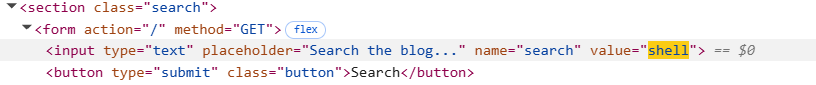 <section class="search">
<form action="/" method="GET"> flex
<input type="text" placeholder="Search the blog..." name="search" value="shell"> == $0
<button type="submit" class="button">Search</button>